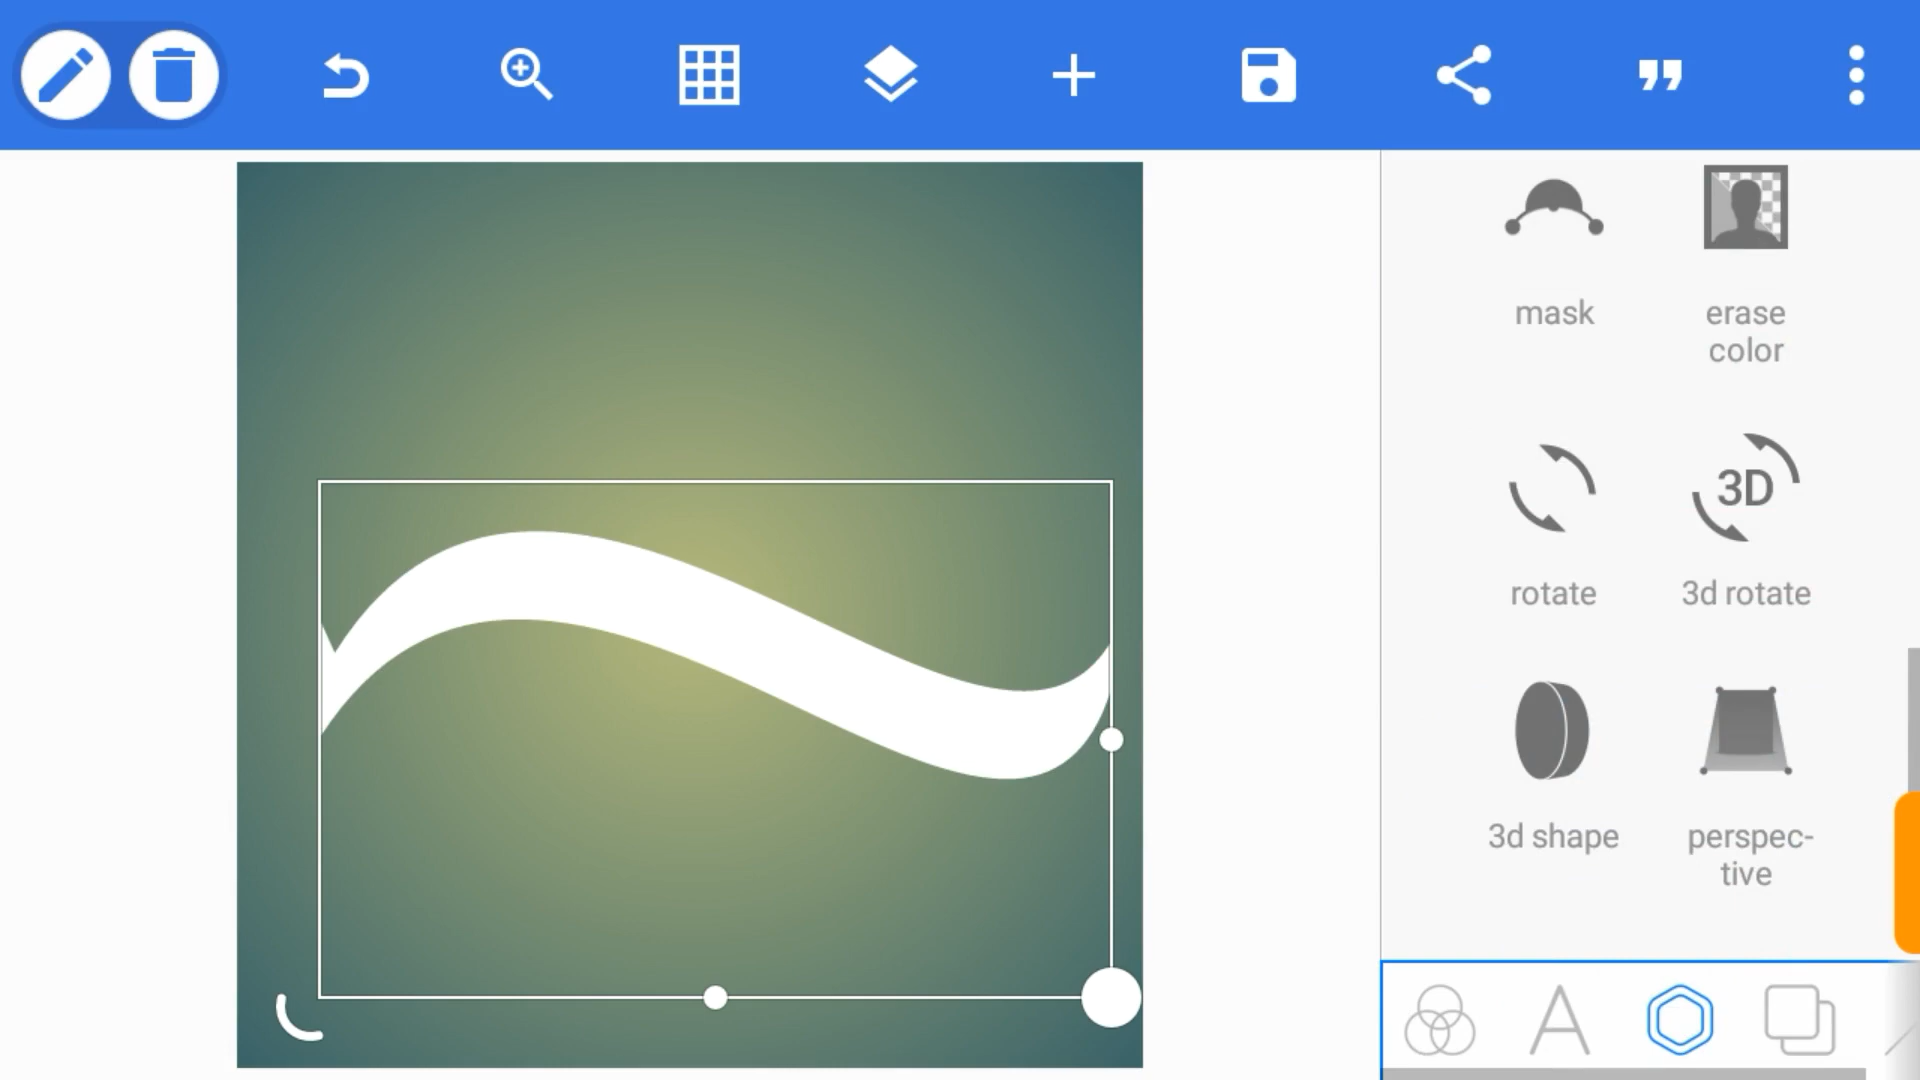 mask
erase
color
3D
rotate
3d rotate
3d shape
perspec-
tive
A